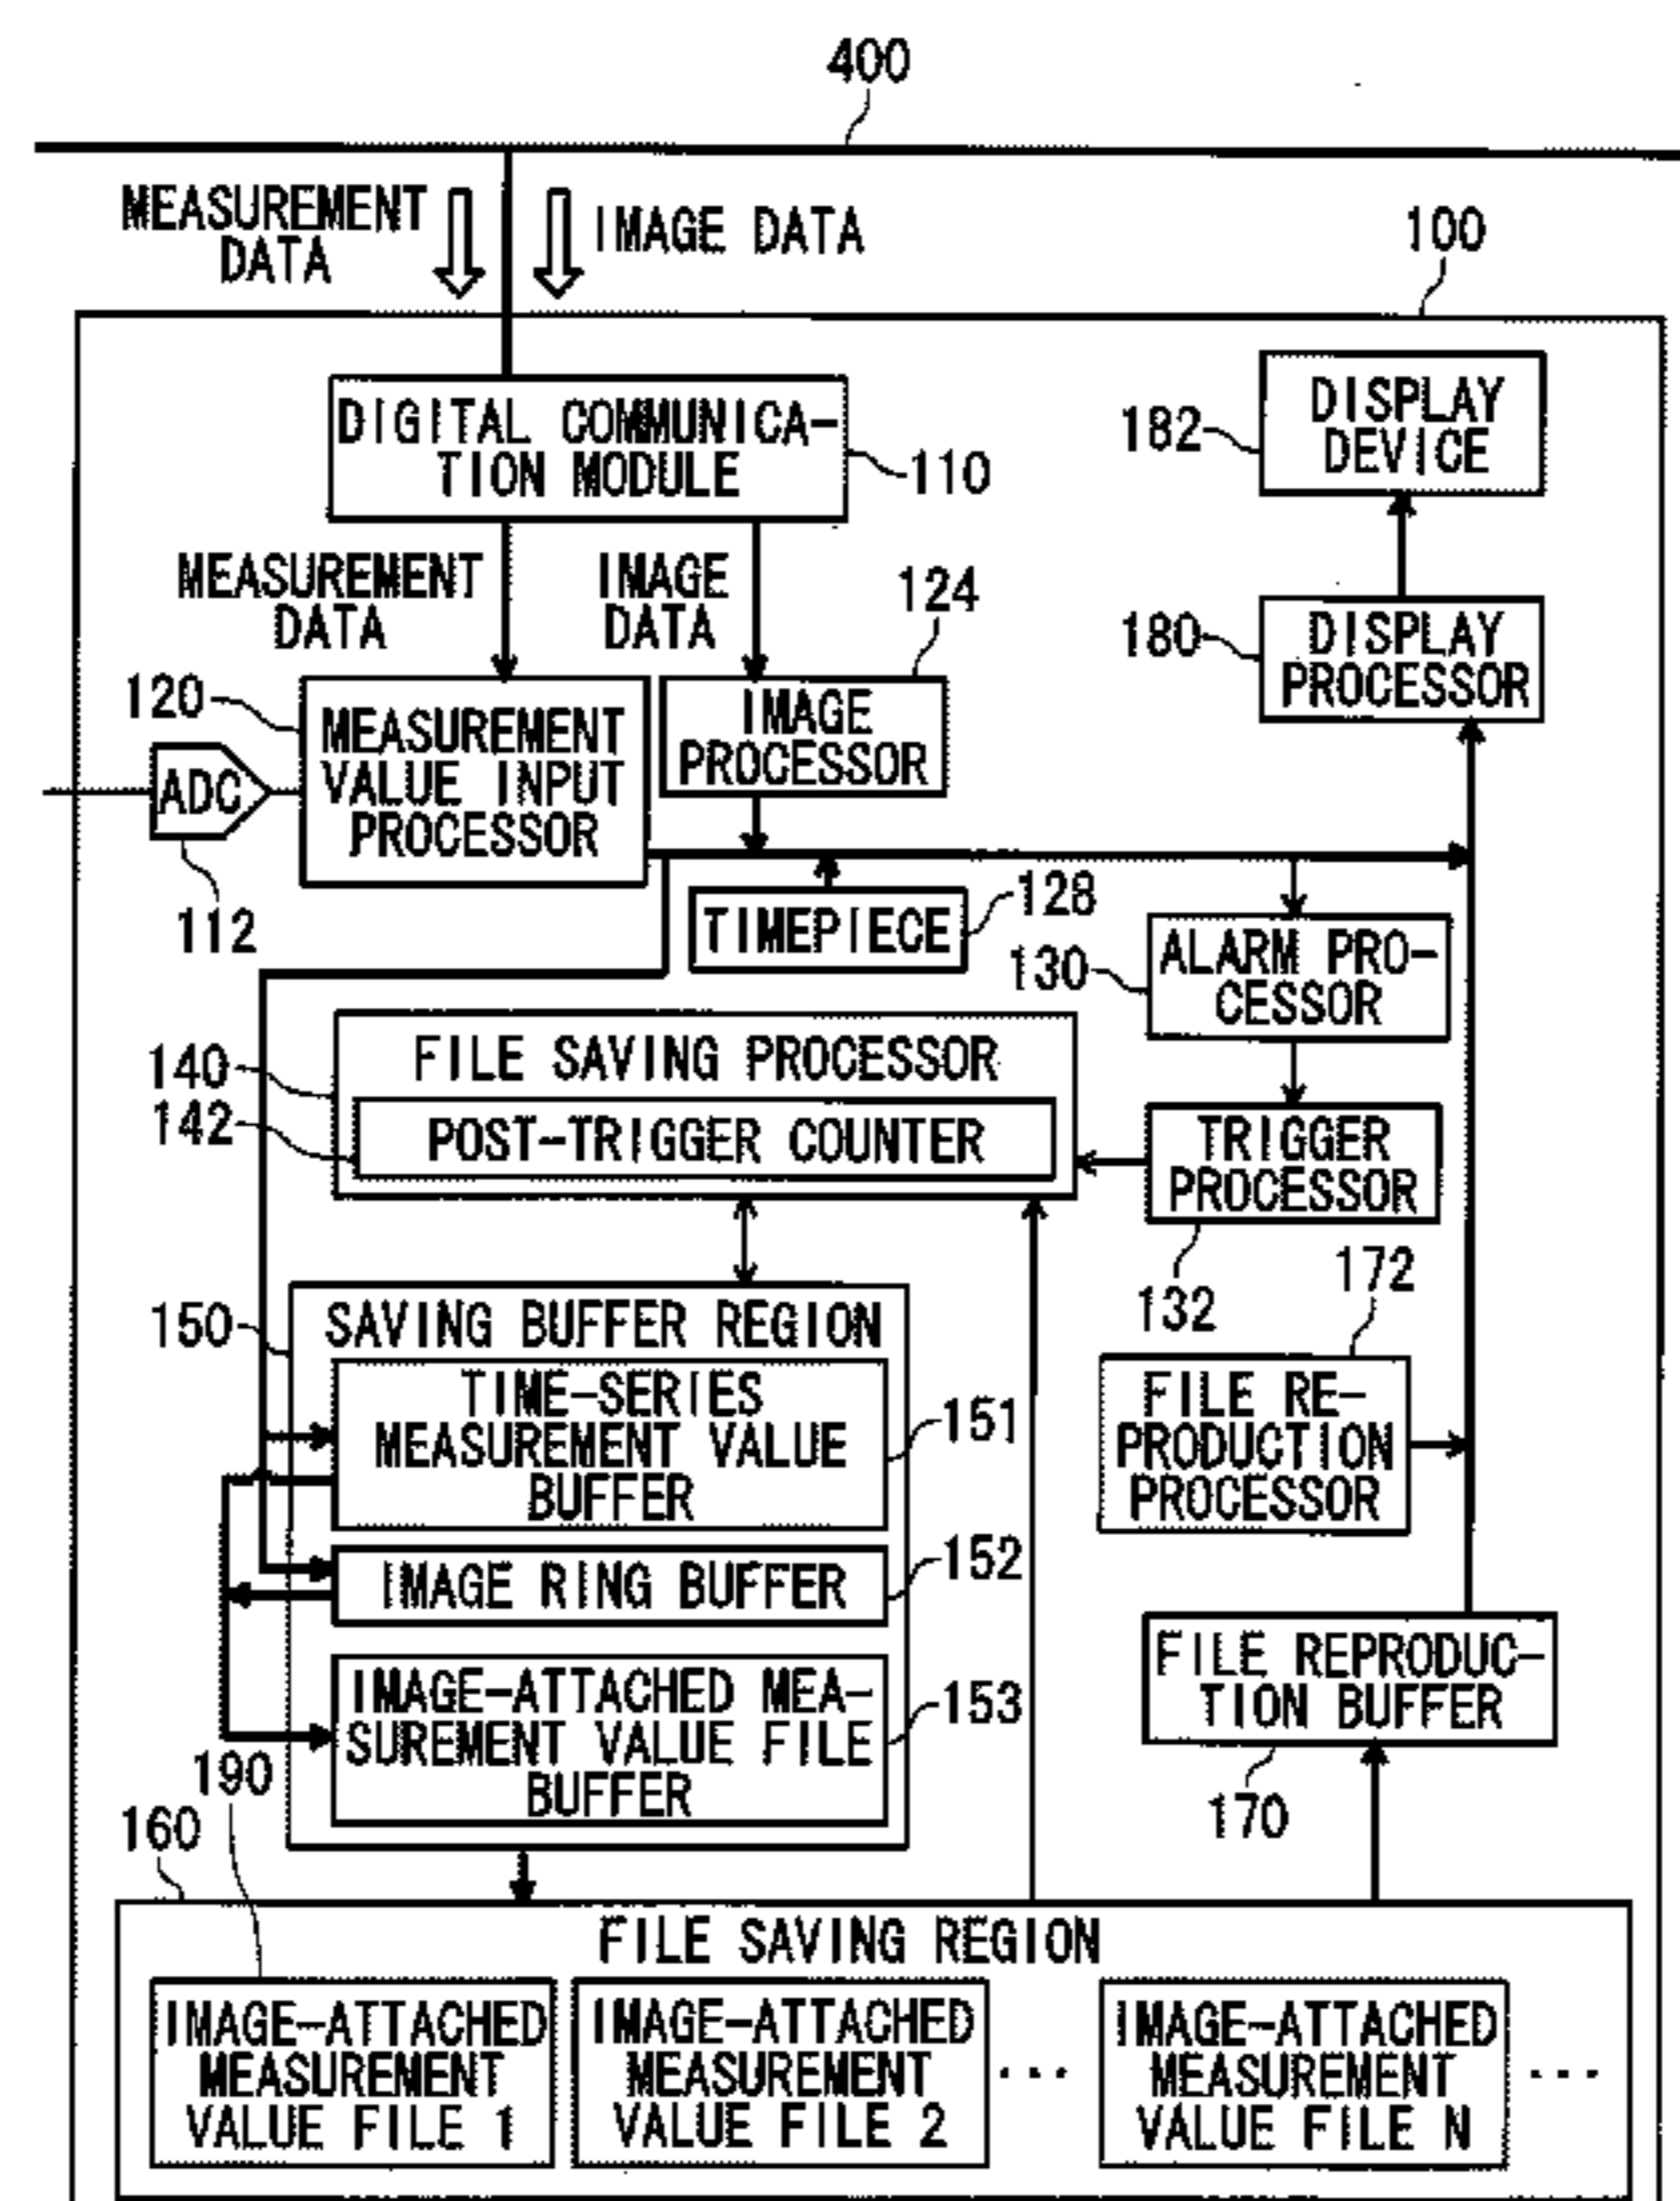 400
MEASUREMENT
DATA
IMAGE DATA
100
DIGITAL COMMUNICA-
TION MODULE
110
182
DISPLAY
DEVICE
MEASUREMENT
DATA
IMAGE
DATA
124
180
DISPLAY
PROCESSOR
120
MEASUREMENT
VALUE INPUT
PROCESSOR
IMAGE
PROCESSOR
ADC
112
TIMEPIECE
128
130
ALARM PRO-
CESSOR
140
FILE SAVING PROCESSOR
142
POST-TRIGGER COUNTER
TRIGGER
PROCESSOR
132
172
150
SAVING BUFFER REGION
TIME-SERIES
MEASUREMENT VALUE
BUFFER
151
FILE RE-
PRODUCTION
PROCESSOR
IMAGE RING BUFFER
152
IMAGE-ATTACHED MEA-
SUREMENT VALUE FILE
BUFFER
153
FILE REPRODUC-
TION BUFFER
170
190
160
FILE SAVING REGION
IMAGE-ATTACHED
MEASUREMENT
VALUE FILE 1
IMAGE-ATTACHED
MEASUREMENT
VALUE FILE 2
...
IMAGE-ATTACHED
MEASUREMENT
VALUE FILE N
...